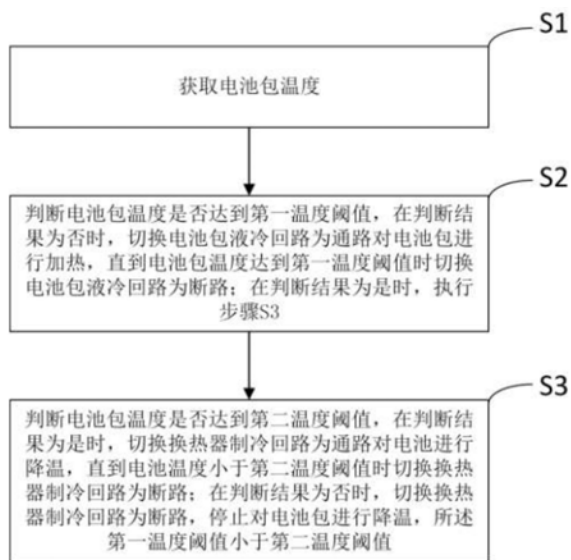 S1
获取电池包温度
S2
判断电池包温度是否达到第一温度阈值，在判断结
果为否时，切换电池包液冷回路为通路对电池包进
行加热，直到电池包温度达到第一温度阈值时切换
电池包液冷回路为断路；在判断结果为是时，执行
步骤S3
S3
判断电池包温度是否达到第二温度阈值，在判断结
果为是时，切换换热器制冷回路为通路对电池进行
降温，直到电池温度小于第二温度阈值时切换换热
器制冷回路为断路；在判断结果为否时，切换换热
器制冷回路为断路，停止对电池包进行降温，所述
第一温度阈值小于第二温度阈值